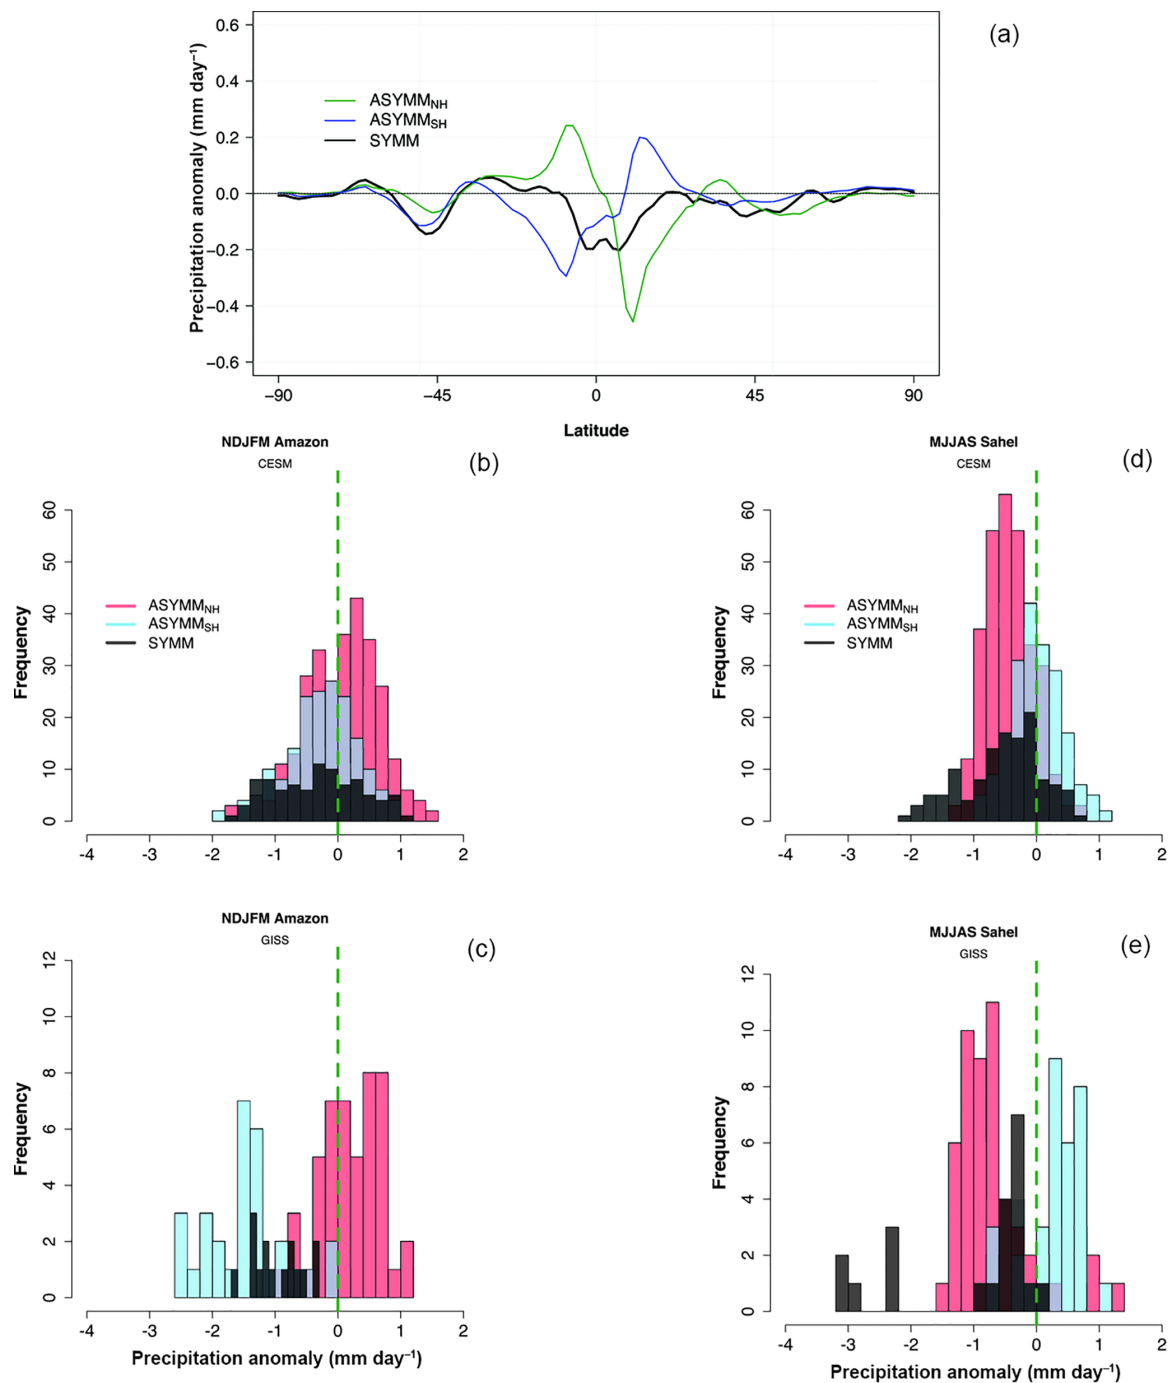 (a)
Precipitation anomaly (mm day⁻¹)
0.6
0.4
0.2
0.0
−0.2
−0.4
−0.6
ASYMM_NH
ASYMM_SH
SYMM
−90
−45
0
45
90
Latitude
NDJFM Amazon
CESM
(b)
Frequency
60
50
40
30
20
10
0
ASYMM_NH
ASYMM_SH
SYMM
-4
-3
-2
-1
0
1
2
MJJAS Sahel
CESM
(d)
Frequency
60
50
40
30
20
10
0
ASYMM_NH
ASYMM_SH
SYMM
-4
-3
-2
-1
0
1
2
NDJFM Amazon
GISS
(c)
Frequency
12
10
8
6
4
2
0
-4
-3
-2
-1
0
1
2
Precipitation anomaly (mm day⁻¹)
MJJAS Sahel
GISS
(e)
Frequency
12
10
8
6
4
2
0
-4
-3
-2
-1
0
1
2
Precipitation anomaly (mm day⁻¹)